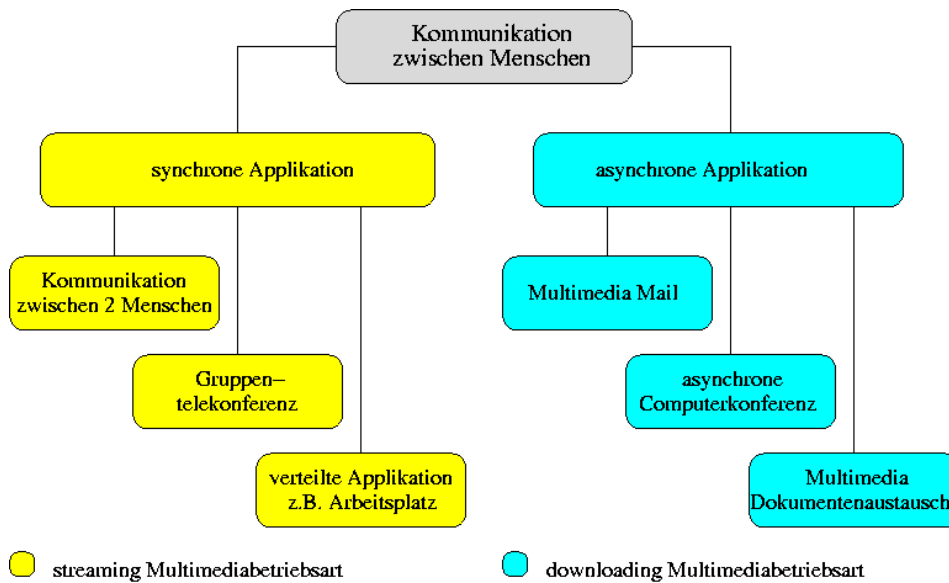 Kommunikation
zwischen Menschen
synchrone Applikation
asynchrone Applikation
Kommunikation
zwischen 2 Menschen
Multimedia Mail
Gruppen–
telekonferenz
asynchrone
Computerkonferenz
verteilte Applikation
z.B. Arbeitsplatz
Multimedia
Dokumentenaustausch
streaming Multimediabetriebsart
downloading Multimediabetriebsart